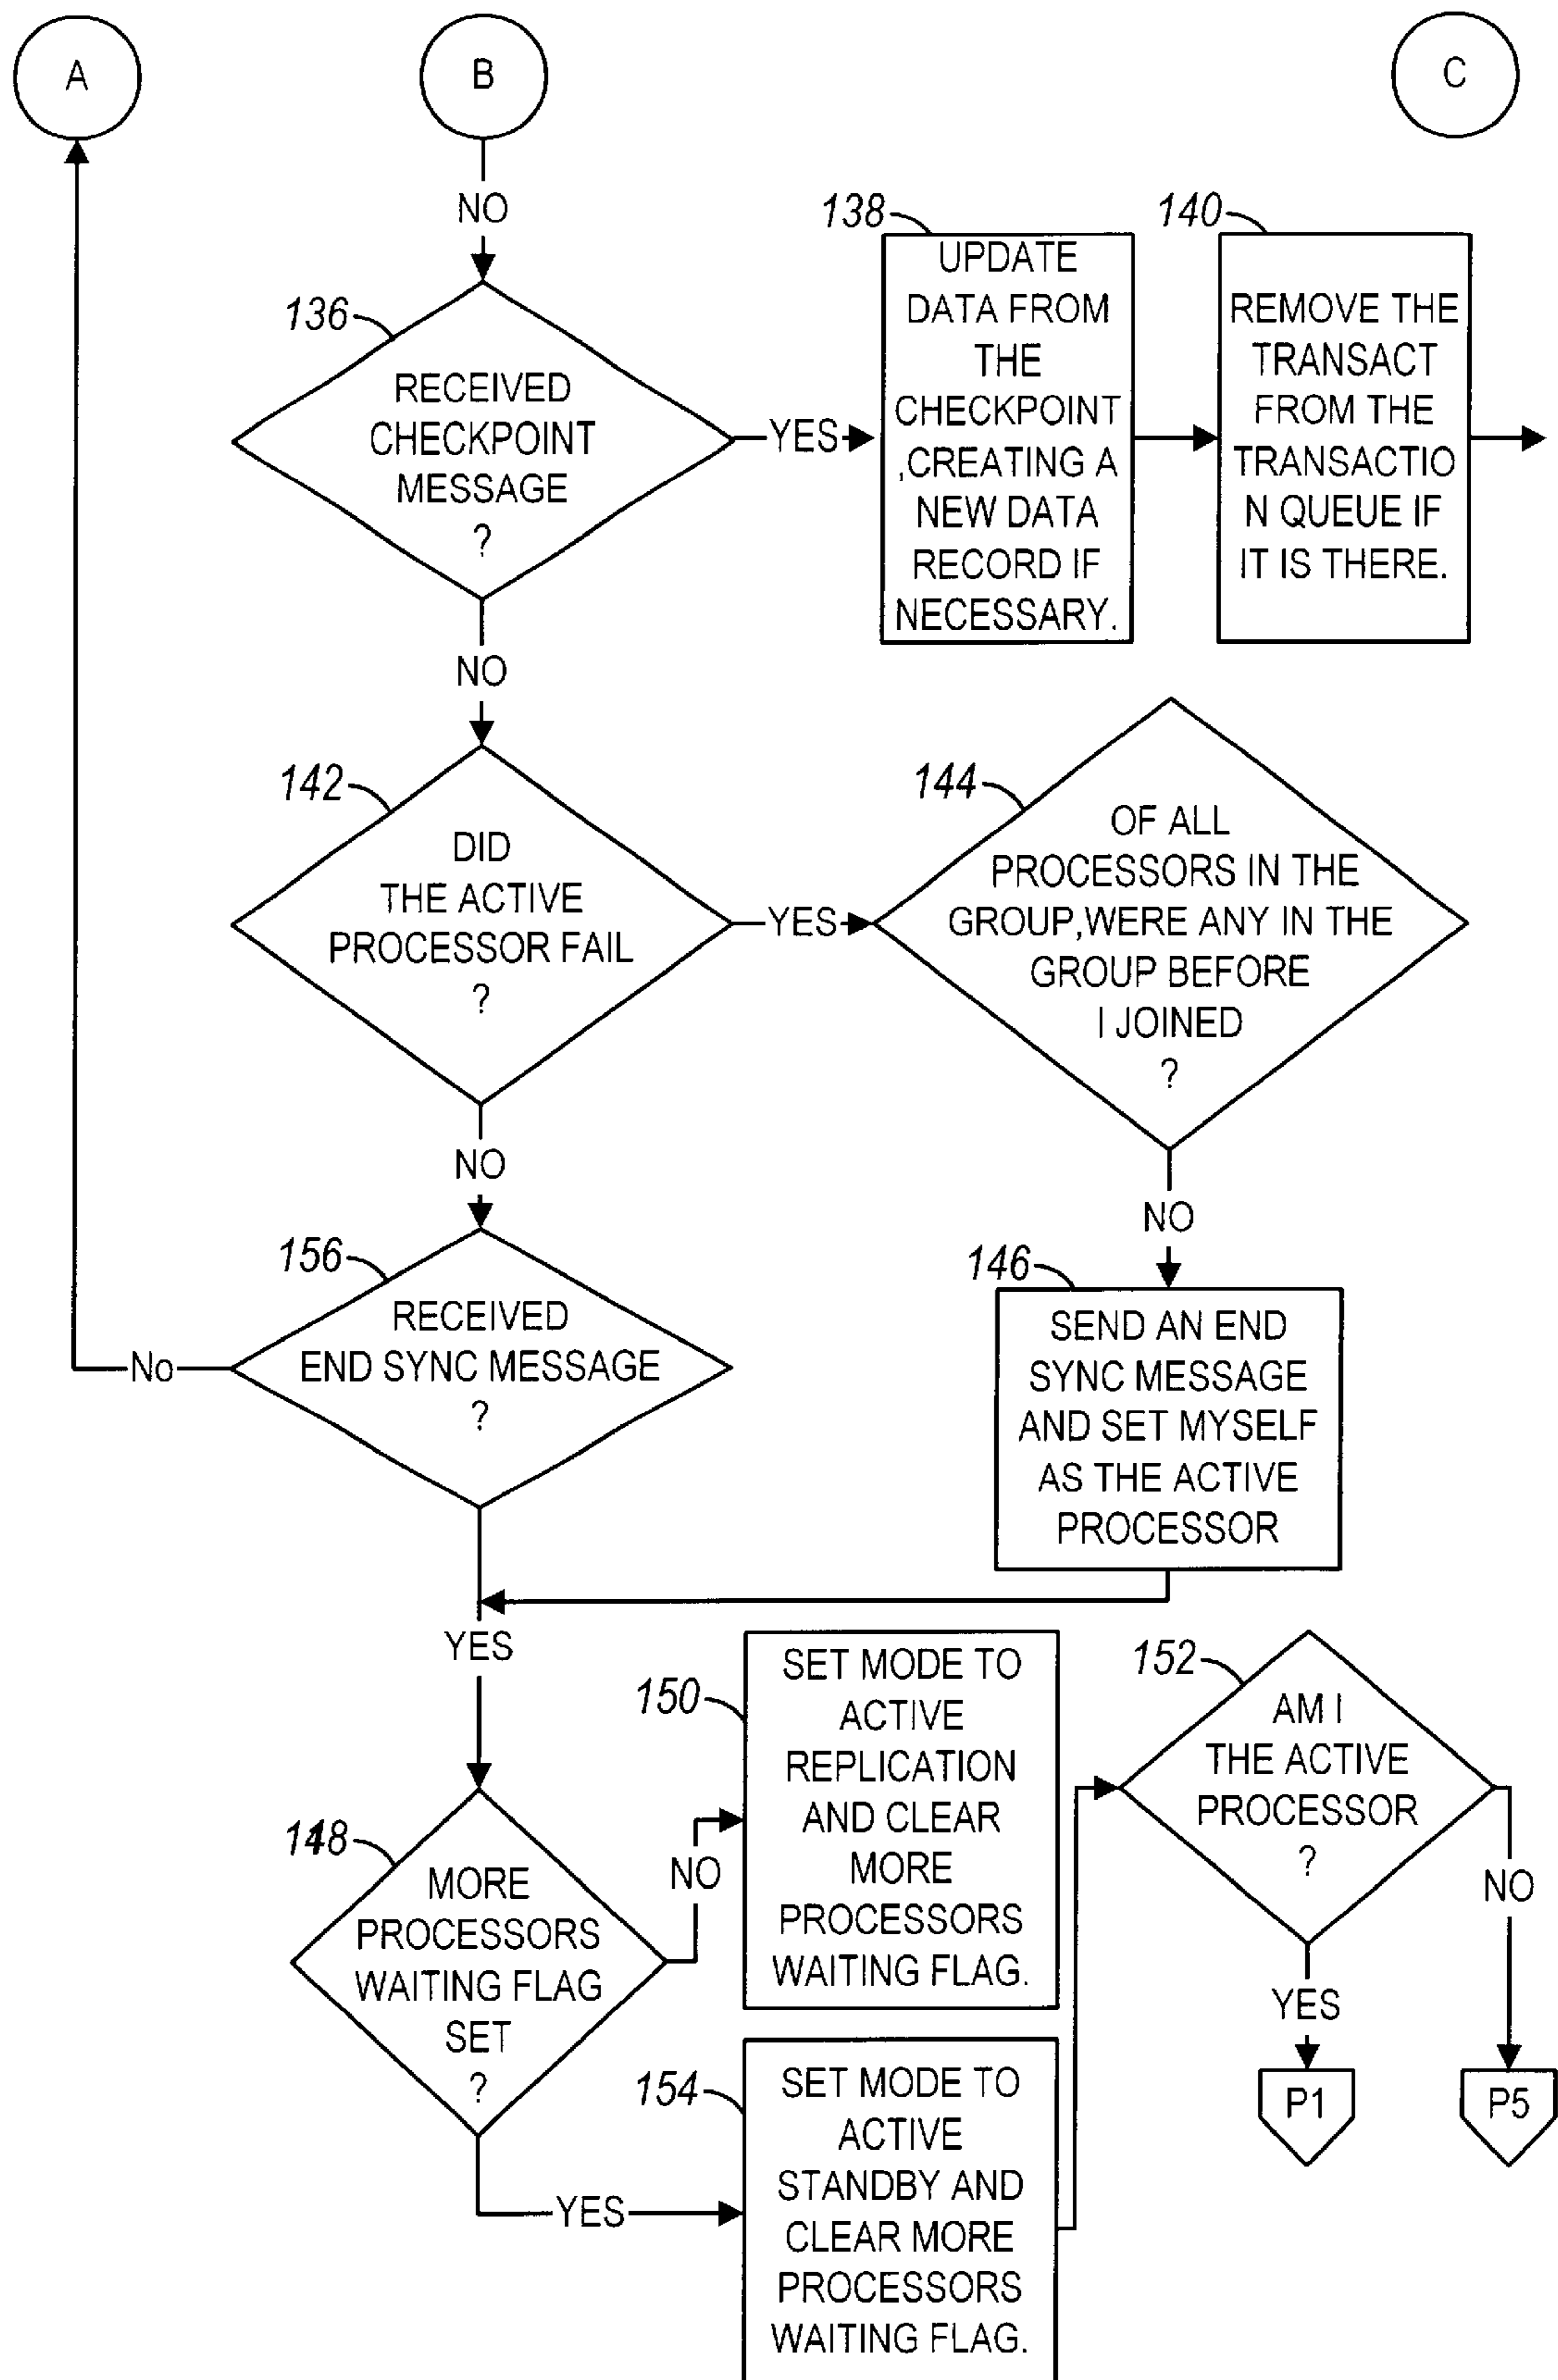 A
B
C
NO
136
RECEIVED
CHECKPOINT
MESSAGE
?
YES
138
UPDATE
DATA FROM
THE
CHECKPOINT
,CREATING A
NEW DATA
RECORD IF
NECESSARY.
140
REMOVE THE
TRANSACT
FROM THE
TRANSACTIO
N QUEUE IF
IT IS THERE.
NO
142
DID
THE ACTIVE
PROCESSOR FAIL
?
YES
144
OF ALL
PROCESSORS IN THE
GROUP,WERE ANY IN THE
GROUP BEFORE
I JOINED
?
NO
NO
156
RECEIVED
END SYNC MESSAGE
?
No
146
SEND AN END
SYNC MESSAGE
AND SET MYSELF
AS THE ACTIVE
PROCESSOR
YES
148
MORE
PROCESSORS
WAITING FLAG
SET
?
NO
150
SET MODE TO
ACTIVE
REPLICATION
AND CLEAR
MORE
PROCESSORS
WAITING FLAG.
152
AM I
THE ACTIVE
PROCESSOR
?
NO
YES
P1
P5
YES
154
SET MODE TO
ACTIVE
STANDBY AND
CLEAR MORE
PROCESSORS
WAITING FLAG.